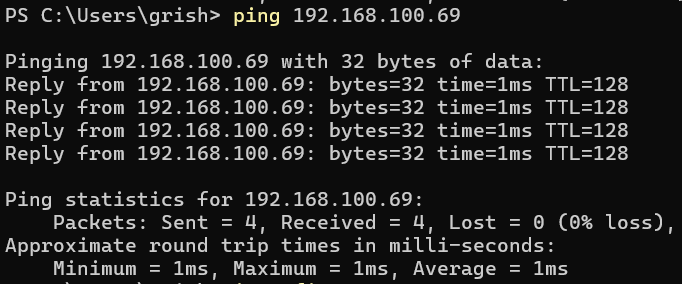 PS C:\Users\grish> ping 192.168.100.69
Pinging 192.168.100.69 with 32 bytes of data:
Reply from 192.168.100.69: bytes=32 time=1ms TTL=128
Reply from 192.168.100.69: bytes=32 time=1ms TTL=128
Reply from 192.168.100.69: bytes=32 time=1ms TTL=128
Reply from 192.168.100.69: bytes=32 time=1ms TTL=128
Ping statistics for 192.168.100.69:
Packets: Sent = 4, Received = 4, Lost = 0 (0% loss),
Approximate round trip times in milli-seconds:
Minimum = 1ms, Maximum = 1ms, Average = 1ms